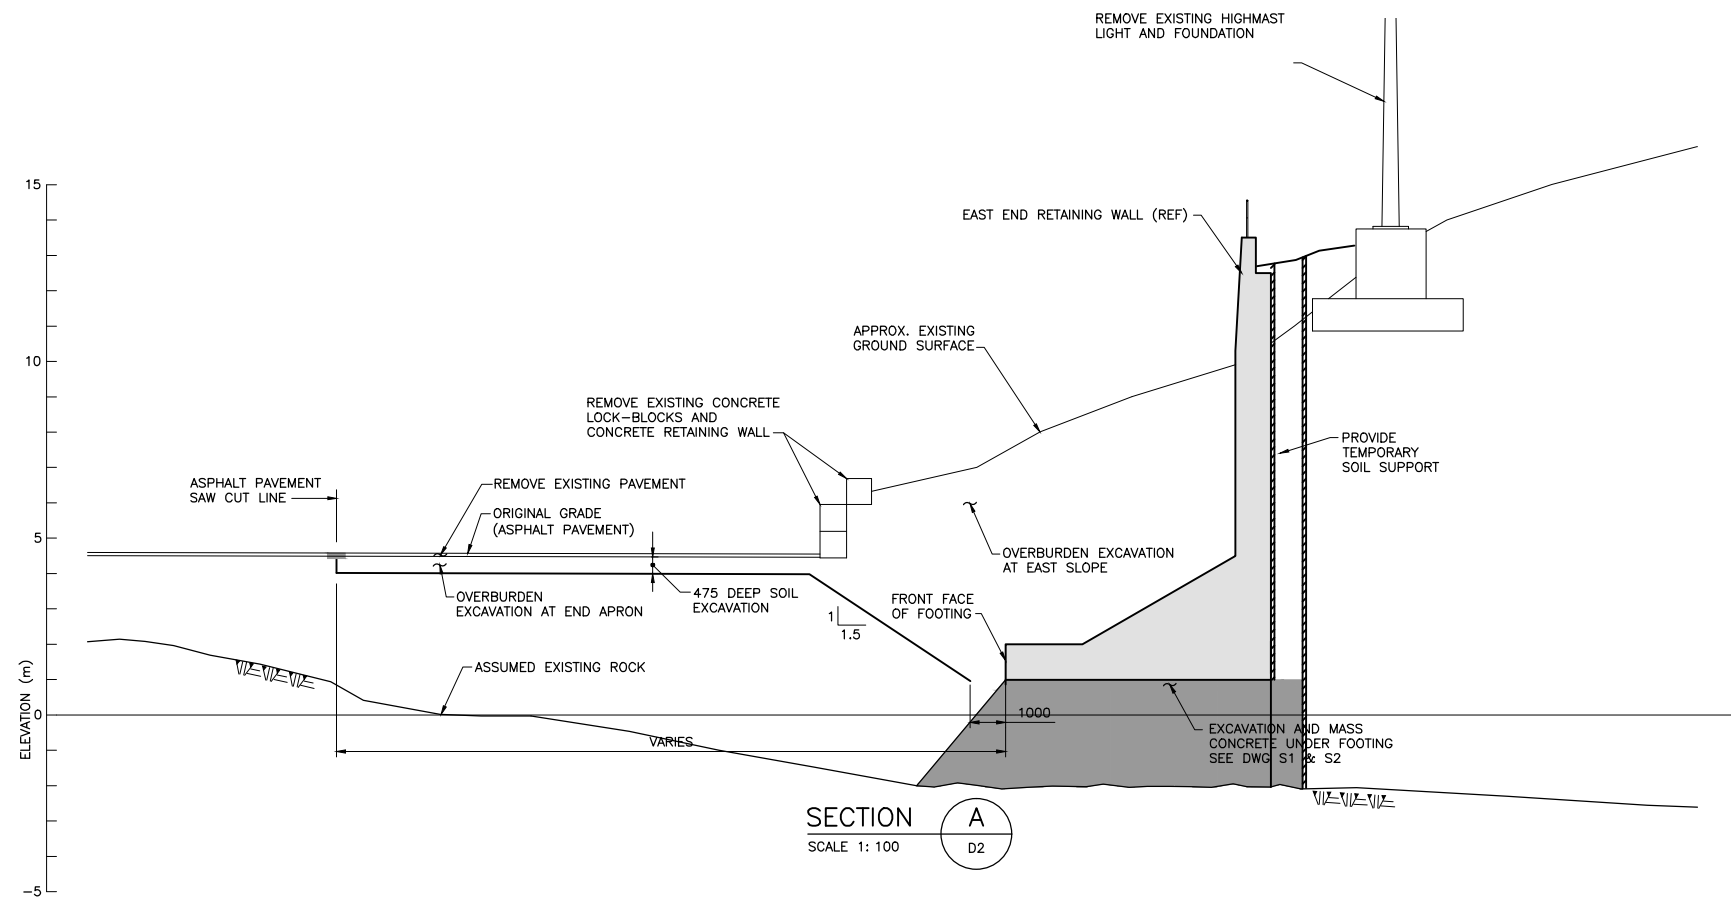 REMOVE EXISTING HIGHMAST
LIGHT AND FOUNDATION
15
EAST END RETAINING WALL (REF)
APPROX. EXISTING
GROUND SURFACE
10
REMOVE EXISTING CONCRETE
LOCK-BLOCKS AND
CONCRETE RETAINING WALL
PROVIDE
TEMPORARY
SOIL SUPPORT
ASPHALT PAVEMENT
SAW CUT LINE
REMOVE EXISTING PAVEMENT
ORIGINAL GRADE
(ASPHALT PAVEMENT)
5
OVERBURDEN EXCAVATION
AT EAST SLOPE
OVERBURDEN
EXCAVATION AT END APRON
475 DEEP SOIL
EXCAVATION
FRONT FACE
OF FOOTING
1
1.5
ASSUMED EXISTING ROCK
ELEVATION (m)
0
1000
VARIES
EXCAVATION AND MASS
CONCRETE UNDER FOOTING
SEE DWG S1 & S2
SECTION
A
SCALE 1: 100
D2
-5